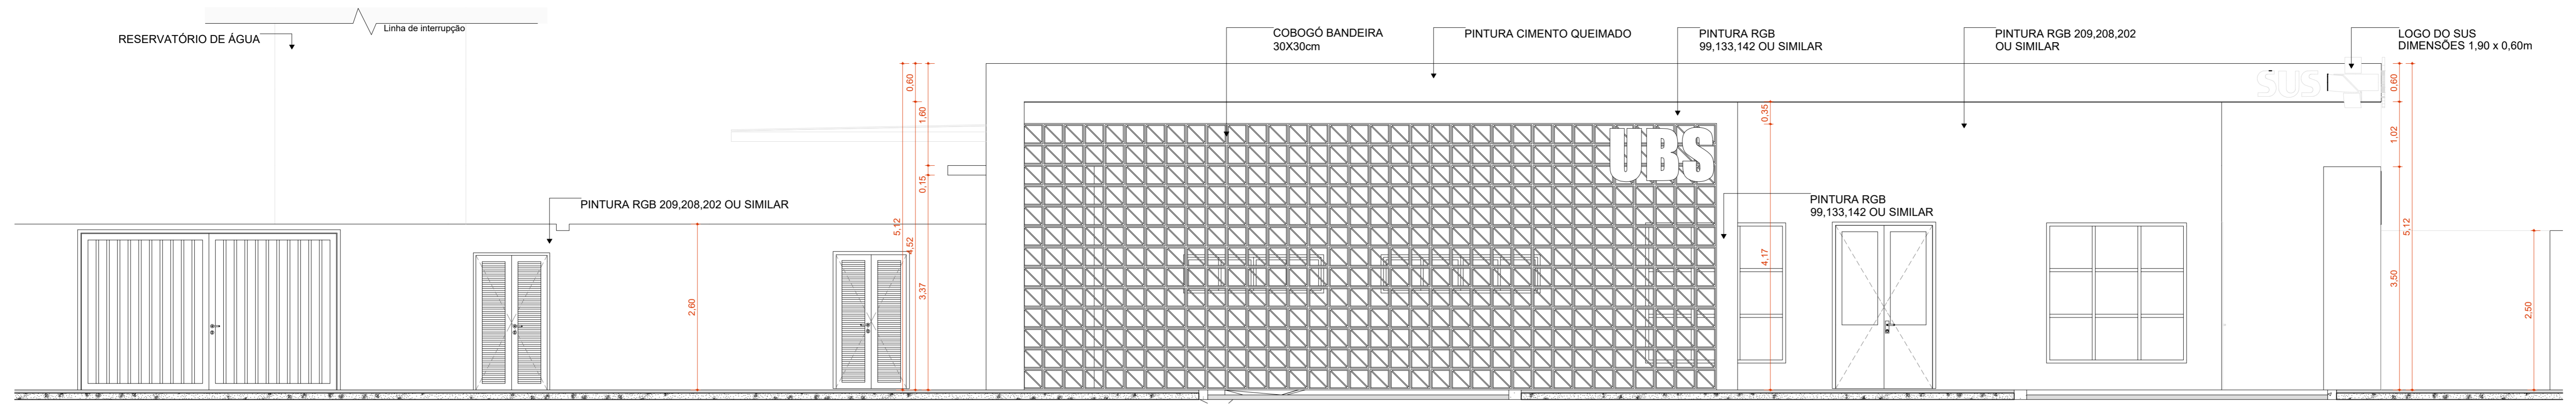 Linha de interrupção
RESERVATÓRIO DE ÁGUA
COBOGÓ BANDEIRA
30X30cm
PINTURA CIMENTO QUEIMADO
PINTURA RGB
99,133,142 OU SIMILAR
PINTURA RGB 209,208,202
OU SIMILAR
LOGO DO SUS
DIMENSÕES 1,90 x 0,60m
SUS
0,60
1,60
0,15
5,12
4,52
3,37
0,35
UBS
0,60
1,02
5,12
PINTURA RGB 209,208,202 OU SIMILAR
PINTURA RGB
99,133,142 OU SIMILAR
2,60
4,17
3,50
2,50